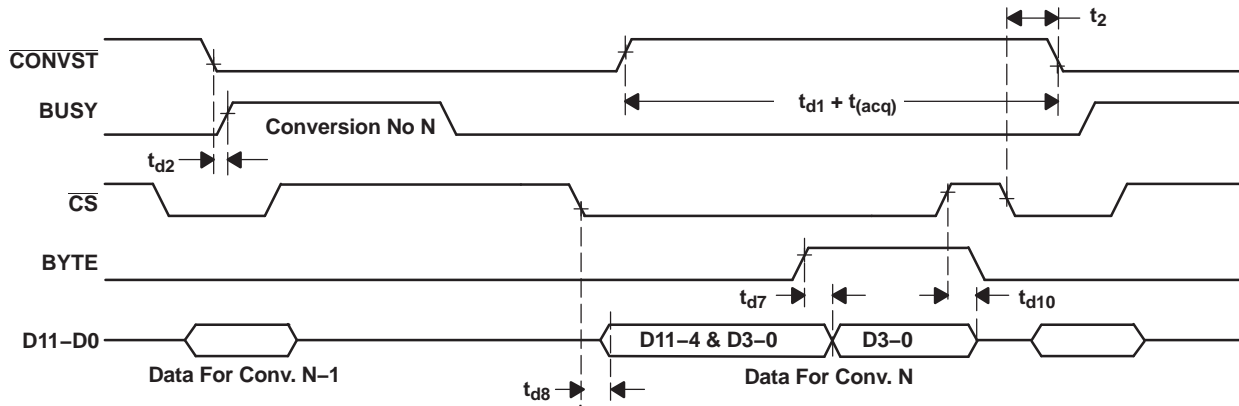 t2
CONVST
td1 + t(acq)
BUSY
Conversion No N
td2
CS
BYTE
td7
td10
D11–D0
D11–4 & D3–0
D3–0
Data For Conv. N–1
Data For Conv. N
td8